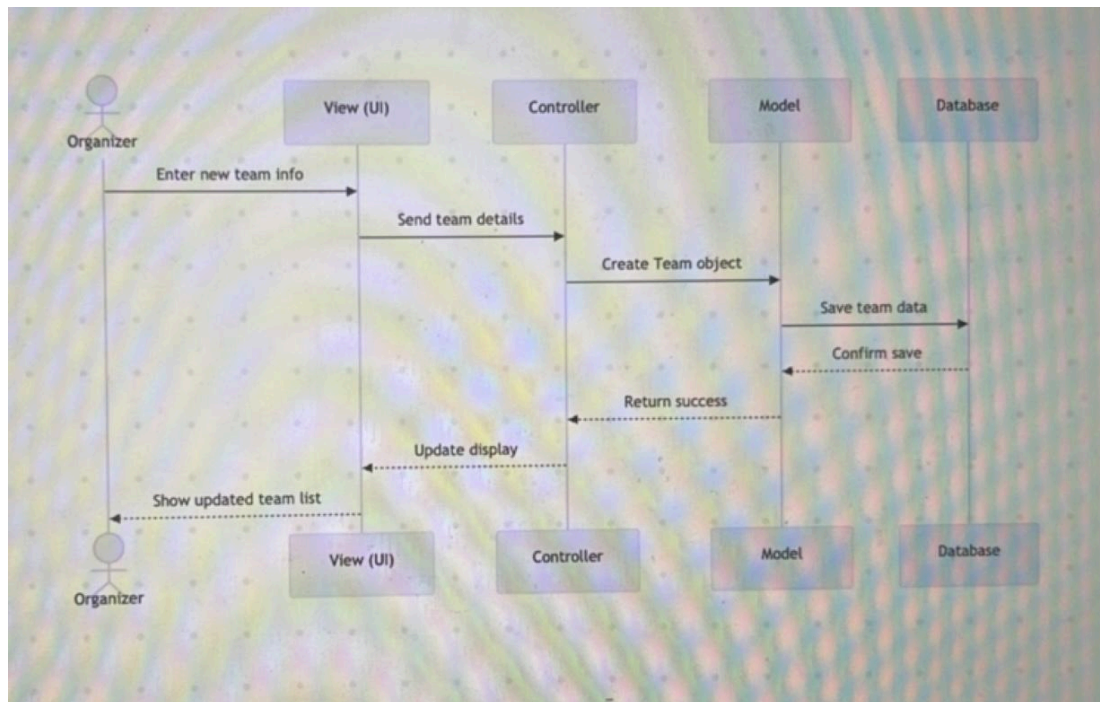 Organizer
View (UI)
Controller
Model
Database
Enter new team info
Send team details
Create Team object
Save team data
Confirm save
Return success
Update display
Show updated team list
Organizer
View (UI)
Controller
Model
Database